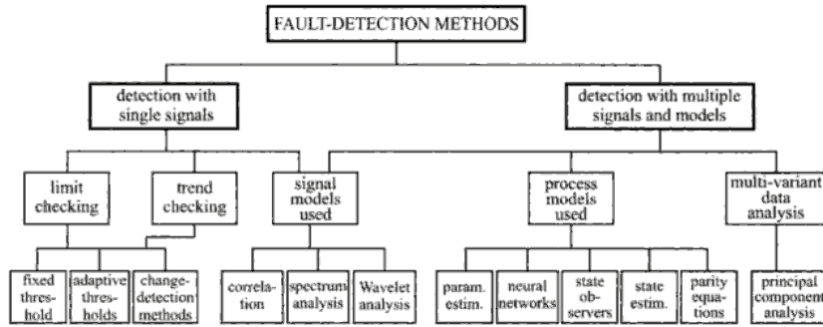 FAULT-DETECTION METHODS
detection with
single signals
detection with multiple
signals and models
limit
checking
trend
checking
signal
models
used
process
models
used
multi-variant
data
analysis
fixed
thres-
hold
adaptive
thres-
holds
change-
detection
methods
correla-
tion
spectrum
analysis
Wavelet
analysis
param.
estim.
neural
networks
state
ob-
servers
state
estim.
parity
equa-
tions
principal
component
analysis